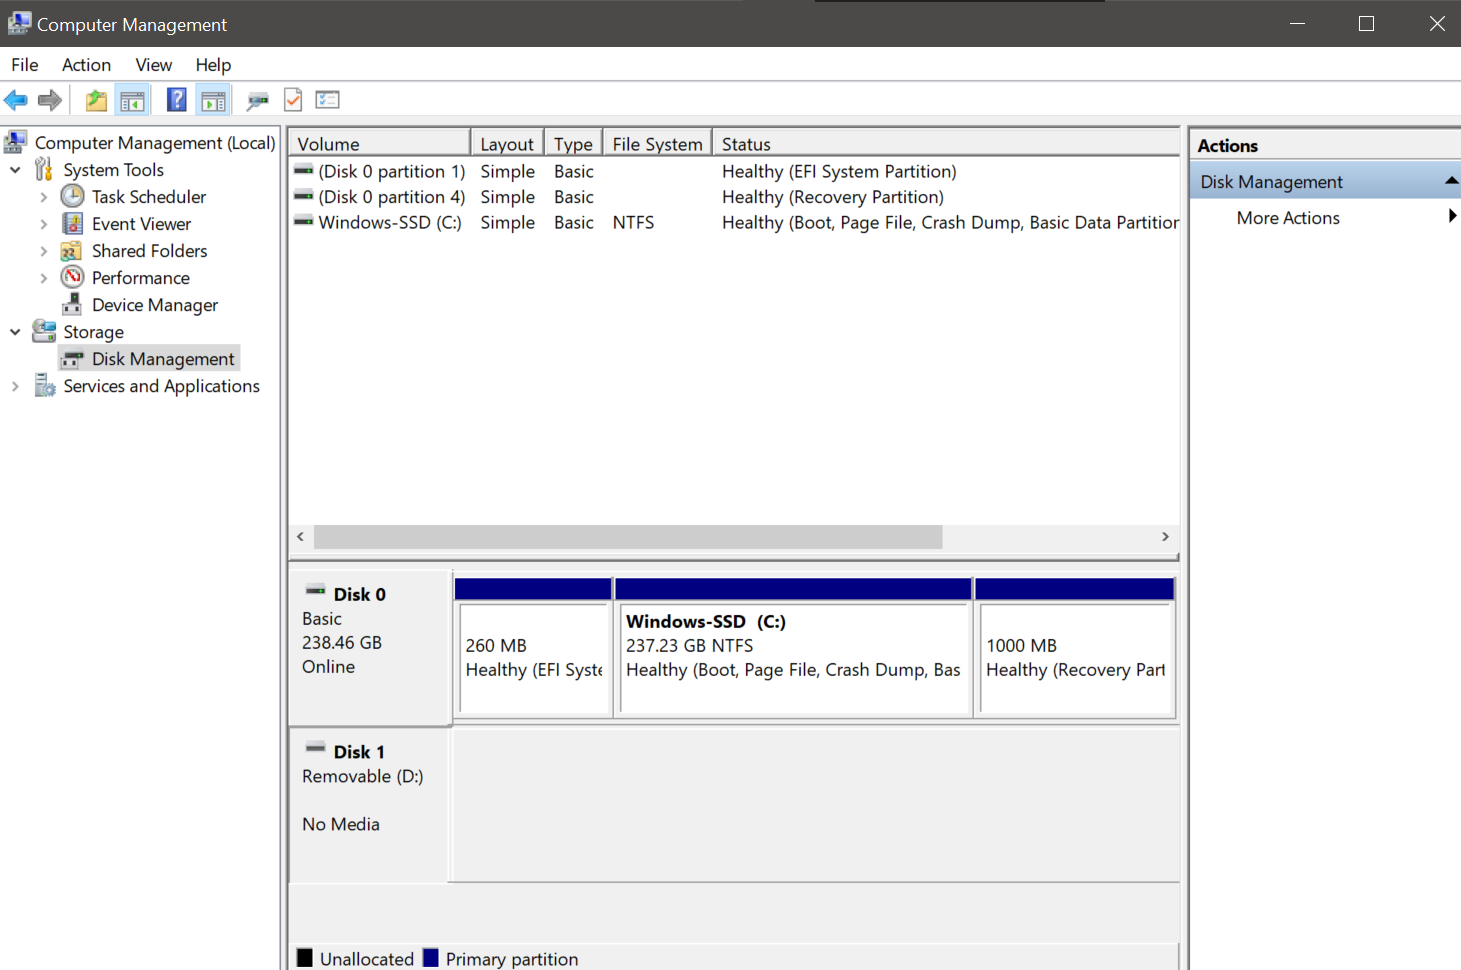 Computer Management
File Action View Help
Computer Management (Local)
System Tools
Task Scheduler
Event Viewer
Shared Folders
Performance
Device Manager
Storage
Disk Management
Services and Applications
Volume Layout Type File System Status
(Disk 0 partition 1) Simple Basic Healthy (EFI System Partition)
(Disk 0 partition 4) Simple Basic Healthy (Recovery Partition)
Windows-SSD (C:) Simple Basic NTFS Healthy (Boot, Page File, Crash Dump, Basic Data Partition
Disk 0
Basic
238.46 GB
Online
260 MB
Healthy (EFI Syste
Windows-SSD (C:)
237.23 GB NTFS
Healthy (Boot, Page File, Crash Dump, Bas
1000 MB
Healthy (Recovery Part
Disk 1
Removable (D:)
No Media
Unallocated Primary partition
Actions
Disk Management
More Actions